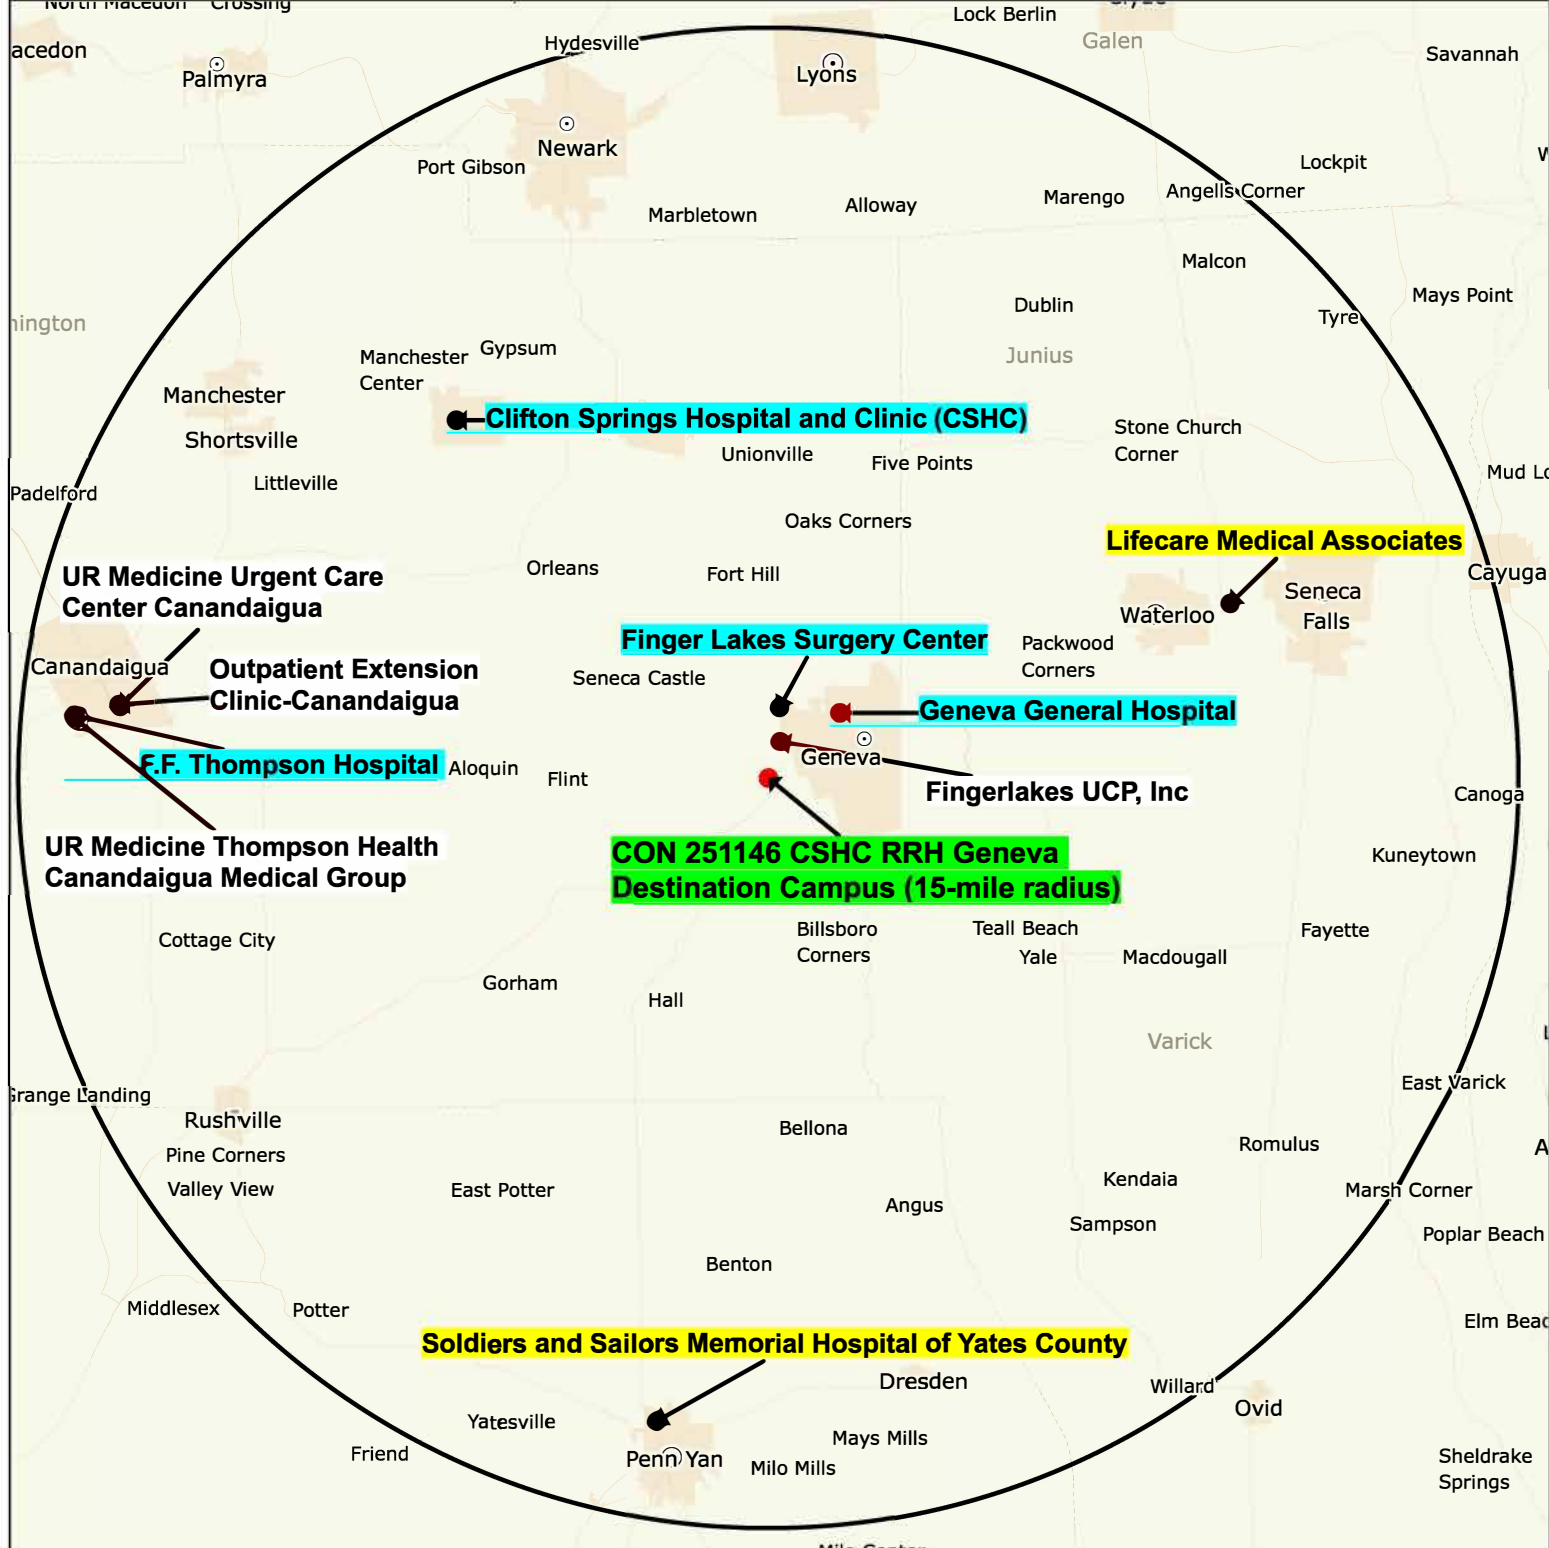 North Macedon Crossing
Lock Berlin
Hydesville
Galen
Macedon
Savannah
Palmyra
Lyons
Newark
Port Gibson
Lockpit
Angells Corner
Marengo
Alloway
Marbletown
Malcon
Mays Point
Dublin
Tyre
Junius
Gypsum
Manchester
Center
Manchester
Clifton Springs Hospital and Clinic (CSHC)
Shortsville
Stone Church
Corner
Unionville
Five Points
Littleville
Padelford
Oaks Corners
Lifecare Medical Associates
Orleans
Fort Hill
Cayuga
UR Medicine Urgent Care
Center Canandaigua
Seneca
Falls
Waterloo
Finger Lakes Surgery Center
Packwood
Corners
Canandaigua
Outpatient Extension
Clinic-Canandaigua
Seneca Castle
Geneva General Hospital
Geneva
F.F. Thompson Hospital
Aloquin
Flint
Fingerlakes UCP, Inc
Canoga
UR Medicine Thompson Health
Canandaigua Medical Group
CON 251146 CSHC RRH Geneva
Destination Campus (15-mile radius)
Kuneytown
Billsboro
Corners
Teall Beach
Fayette
Cottage City
Yale
Macdougall
Gorham
Hall
Varick
East Varick
Grange Landing
Rushville
Bellona
Romulus
Pine Corners
Kendaia
Valley View
East Potter
Marsh Corner
Angus
Sampson
Poplar Beach
Benton
Middlesex
Potter
Soldiers and Sailors Memorial Hospital of Yates County
Dresden
Willard
Ovid
Yatesville
Mays Mills
Friend
Penn Yan
Milo Mills
Sheldrake
Springs